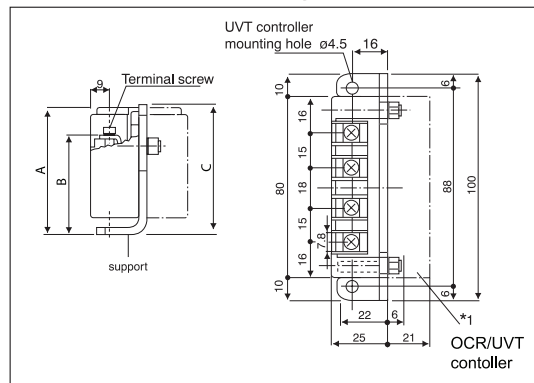 UVT controller
mounting hole ø4.5
16
9
Terminal screw
10
6
16
A
B
C
15
80
18
88
100
15
7.8
support
16
10
6
22
6
*1
25
21
OCR/UVT
contoller